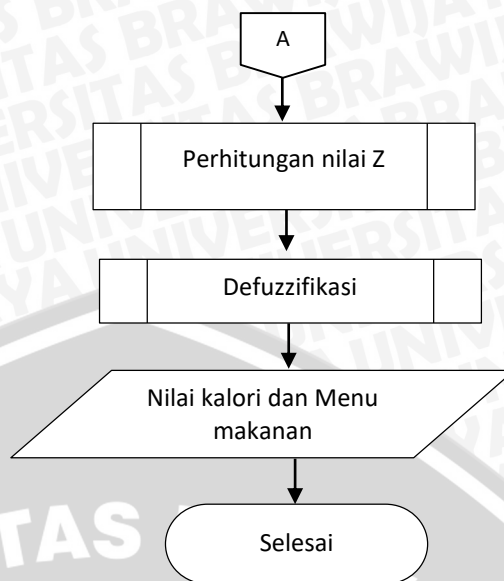 A
Perhitungan nilai Z
Defuzzifikasi
Nilai kalori dan Menu
makanan
Selesai